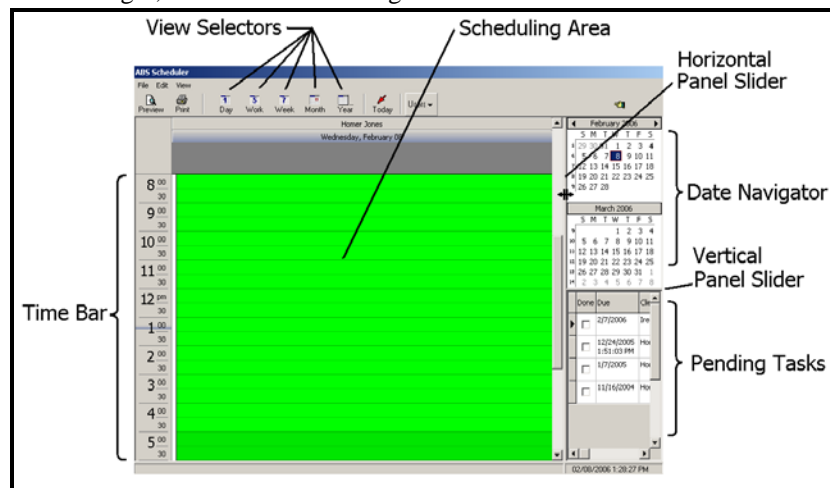 View Selectors
Scheduling Area
Horizontal
Panel Slider
ABS Scheduler
File Edit View
Preview Print Day Work Week Month Year Today
Homer Jones
Wednesday, February 08
February 2006
S M T W T F S
29 30 31 1 2 3 4
5 6 7 8 9 10 11
12 13 14 15 16 17 18
19 20 21 22 23 24 25
26 27 28
March 2006
S M T W T F S
1 2 3 4
5 6 7 8 9 10 11
12 13 14 15 16 17 18
19 20 21 22 23 24 25
26 27 28 29 30 31 1
2 3 4 5 6 7 8
Date Navigator
Vertical
Panel Slider
Time Bar
8 00
30
9 00
30
10 00
30
11 00
30
12 pm
30
1 00
30
2 00
30
3 00
30
4 00
30
5 00
30
Done Due
2/7/2006 Ire
12/24/2005 Ho
1:51:03 PM
1/7/2005 Ho
11/16/2004 Ho
Pending Tasks
02/08/2006 1:28:27 PM